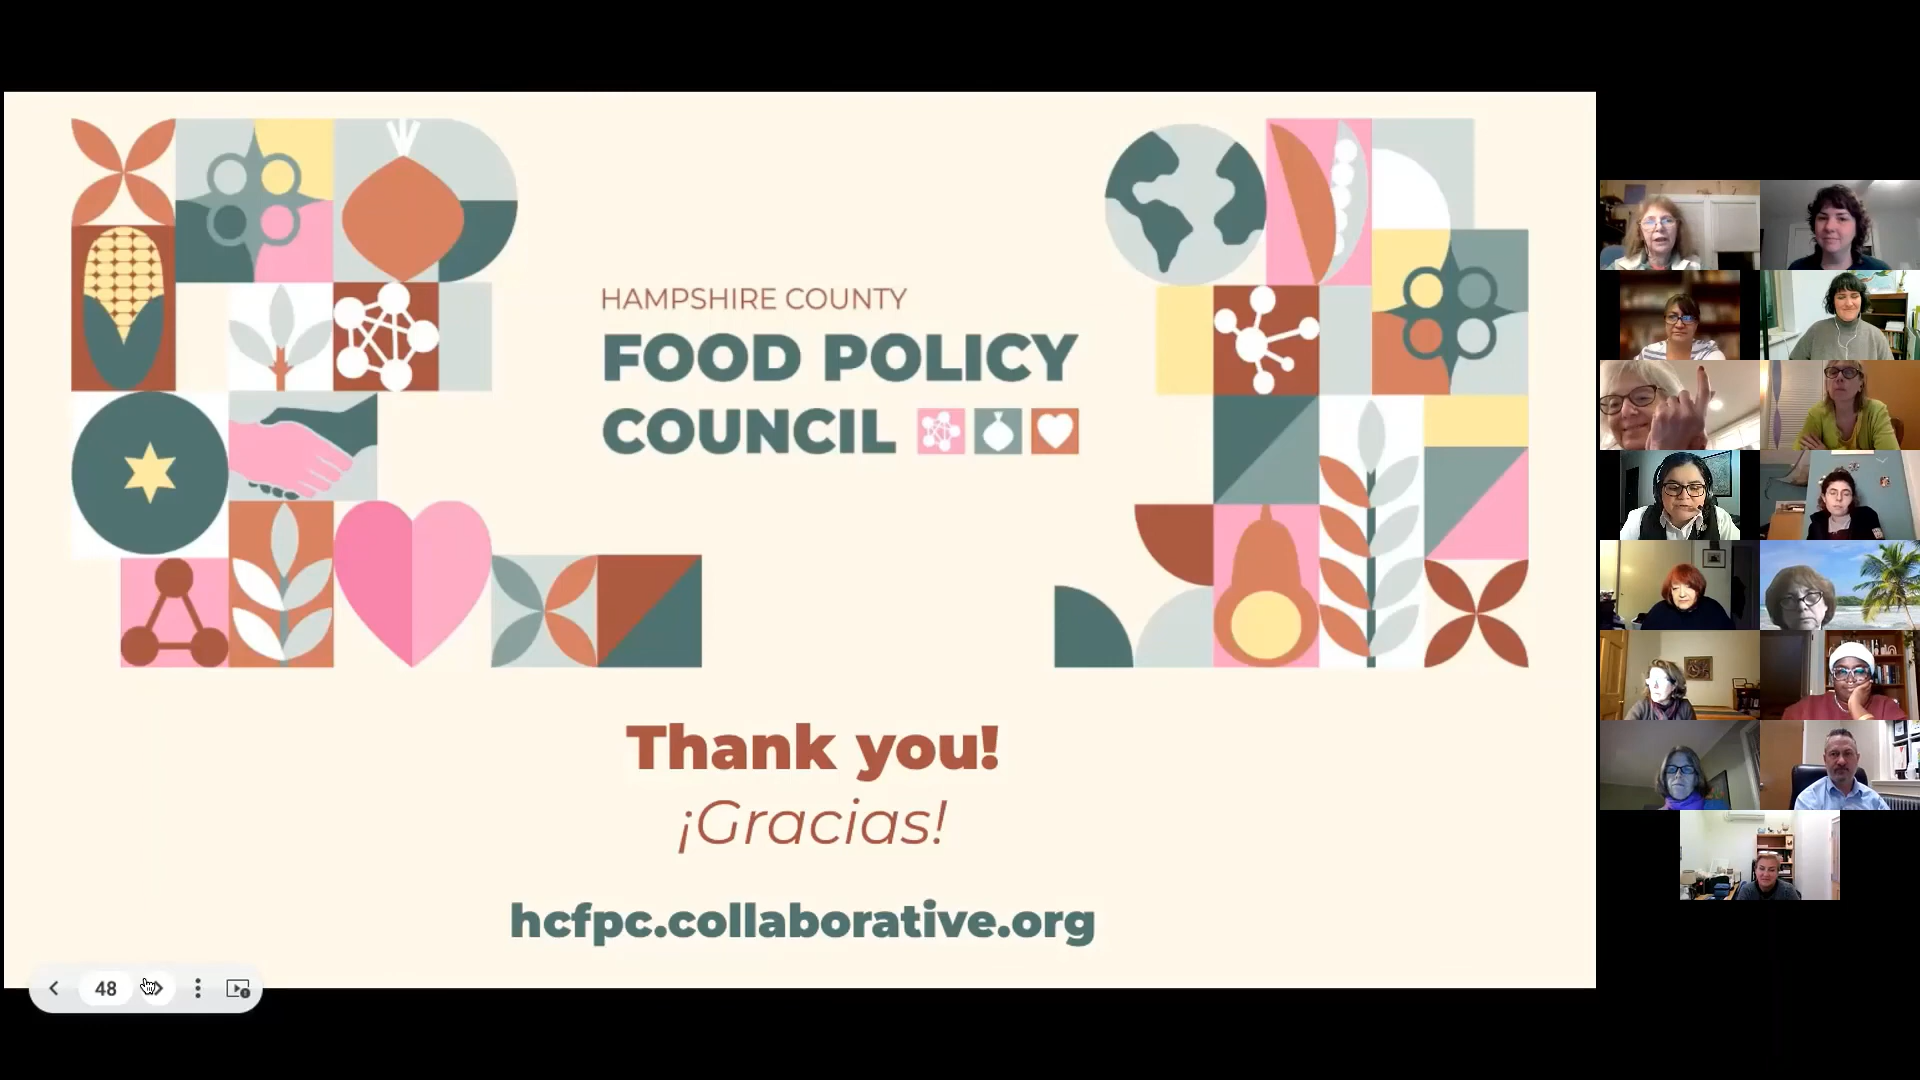 HAMPSHIRE COUNTY
FOOD POLICY
COUNCIL
Thank you!
¡Gracias!
hcfpc.collaborative.org
48